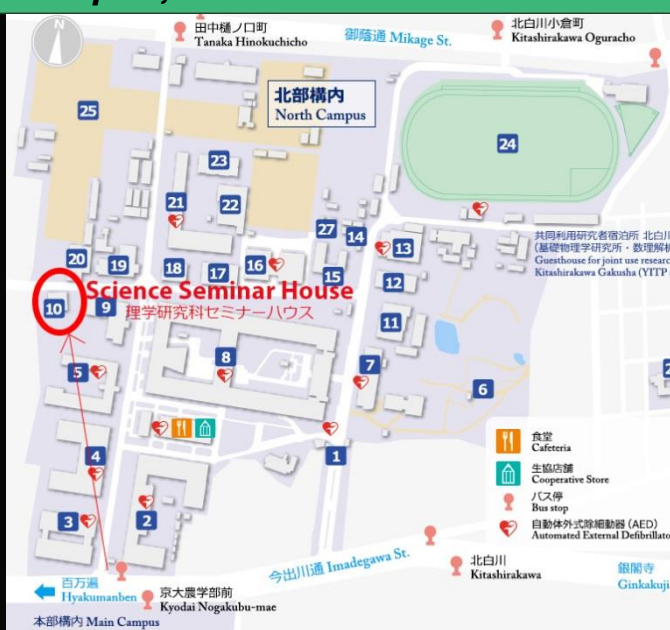 田中樋ノ口町
Tanaka Hinokuchicho
御蔭通 Mikage St.
北白川小倉町
Kitashirakawa Oguracho
N
北部構内
North Campus
25
24
23
22
21
27
14
13
20
19
18
17
16
15
12
Science Seminar House
理学研究科セミナーハウス
10
9
11
8
7
5
6
4
1
3
2
共同利用研究者宿泊所 北白川
(基礎物理学研究所・数理解析
Guesthouse for joint use researc
Kitashirakawa Gakusha (YITP
食堂
Cafeteria
生協店舗
Cooperative Store
バス停
Bus stop
自動体外式除細動器 (AED)
Automated External Defibrillato
今出川通 Imadegawa St.
北白川
Kitashirakawa
銀閣寺
Ginkakuji
百万遍
Hyakumanben
京大農学部前
Kyodai Nogakubu-mae
本部構内 Main Campus